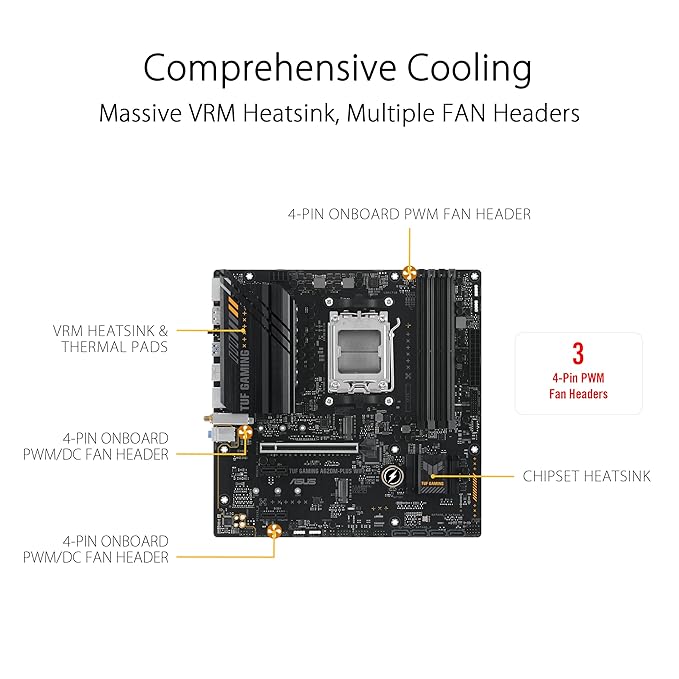 Comprehensive Cooling
Massive VRM Heatsink, Multiple FAN Headers
4-PIN ONBOARD PWM FAN HEADER
VRM HEATSINK &
THERMAL PADS
TUF GAMING
3
4-Pin PWM
Fan Headers
4-PIN ONBOARD
PWM/DC FAN HEADER
TUF GAMING A620M-PLUS WIFI
ASUS
TUF GAMING
CHIPSET HEATSINK
4-PIN ONBOARD
PWM/DC FAN HEADER